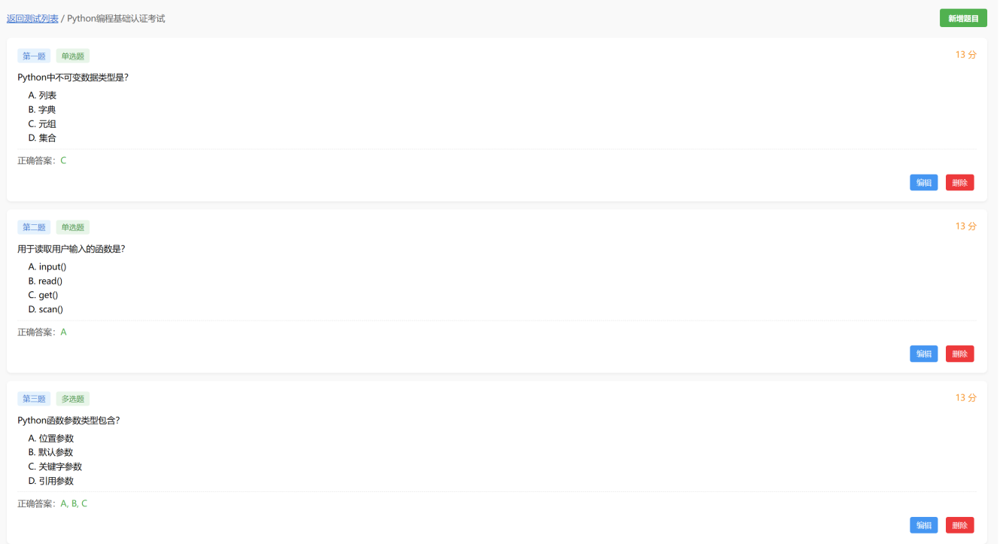 返回测试列表 / Python编程基础认证考试
新增题目
第一题 单选题 13 分
Python中不可变数据类型是?
A. 列表
B. 字典
C. 元组
D. 集合
正确答案：C
编辑 删除
第二题 单选题 13 分
用于读取用户输入的函数是?
A. input()
B. read()
C. get()
D. scan()
正确答案：A
编辑 删除
第三题 多选题 13 分
Python函数参数类型包含?
A. 位置参数
B. 默认参数
C. 关键字参数
D. 引用参数
正确答案：A, B, C
编辑 删除